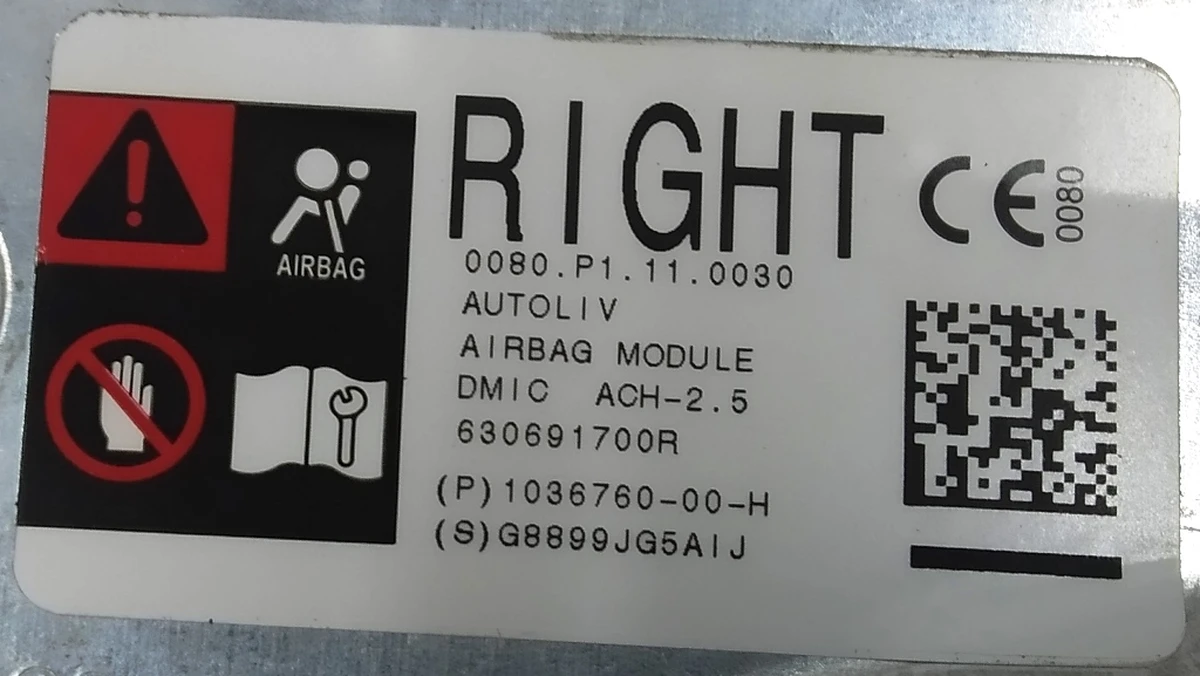 RIGHT
CE 0080
AIRBAG
0080.P1.11.0030
AUTOLIV
AIRBAG MODULE
DMIC ACH-2.5
630691700R
(P)1036760-00-H
(S)G8899JG5AIJ